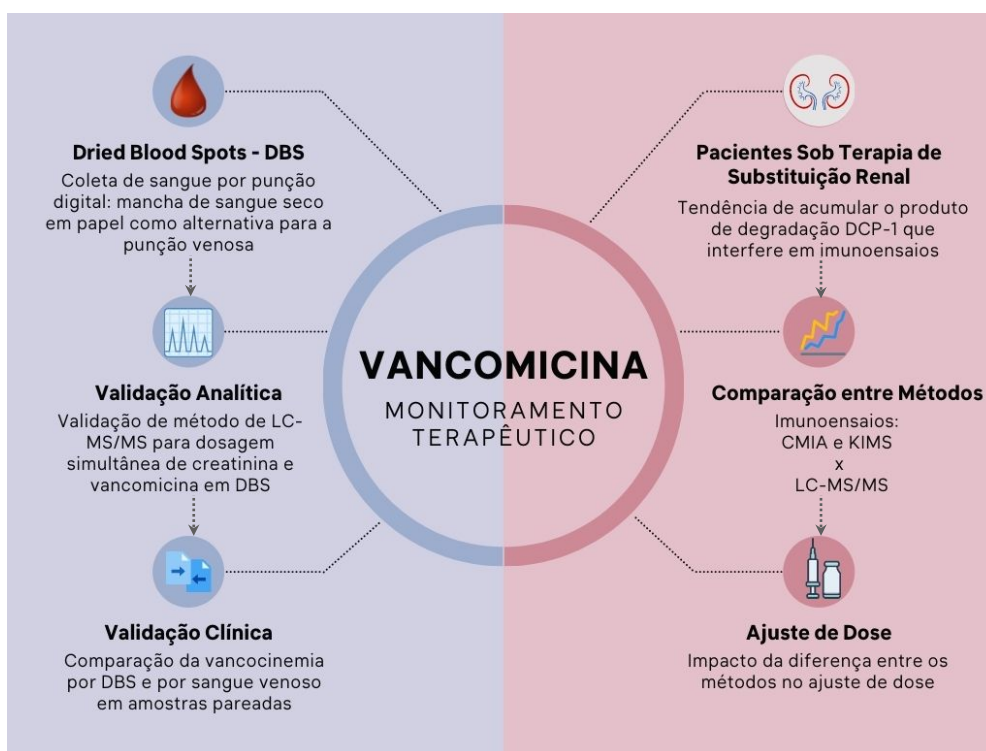 Dried Blood Spots - DBS
Coleta de sangue por punção
digital: mancha de sangue seco
em papel como alternativa para a
punção venosa
Validação Analítica
Validação de método de LC-
MS/MS para dosagem
simultânea de creatinina e
vancomicina em DBS
Validação Clínica
Comparação da vancocinemia
por DBS e por sangue venoso
em amostras pareadas
VANCOMICINA
MONITORAMENTO
TERAPÊUTICO
Pacientes Sob Terapia de
Substituição Renal
Tendência de acumular o produto
de degradação DCP-1 que
interfere em imunoensaios
Comparação entre Métodos
Imunoensaios:
CMIA e KIMS
x
LC-MS/MS
Ajuste de Dose
Impacto da diferença entre os
métodos no ajuste de dose